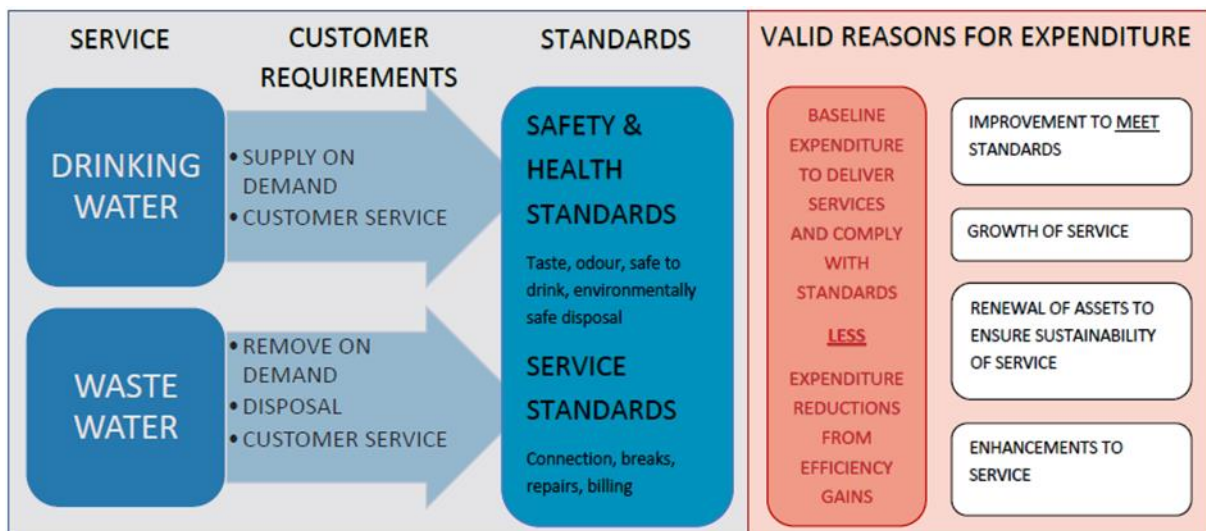 SERVICE
CUSTOMER
REQUIREMENTS
STANDARDS
VALID REASONS FOR EXPENDITURE
DRINKING
WATER
• SUPPLY ON
DEMAND
• CUSTOMER SERVICE
WASTE
WATER
• REMOVE ON
DEMAND
• DISPOSAL
• CUSTOMER SERVICE
SAFETY &
HEALTH
STANDARDS
Taste, odour, safe to
drink, environmentally
safe disposal
SERVICE
STANDARDS
Connection, breaks,
repairs, billing
BASELINE
EXPENDITURE
TO DELIVER
SERVICES
AND COMPLY
WITH
STANDARDS
LESS
EXPENDITURE
REDUCTIONS
FROM
EFFICIENCY
GAINS
IMPROVEMENT TO MEET
STANDARDS
GROWTH OF SERVICE
RENEWAL OF ASSETS TO
ENSURE SUSTAINABILITY
OF SERVICE
ENHANCEMENTS TO
SERVICE